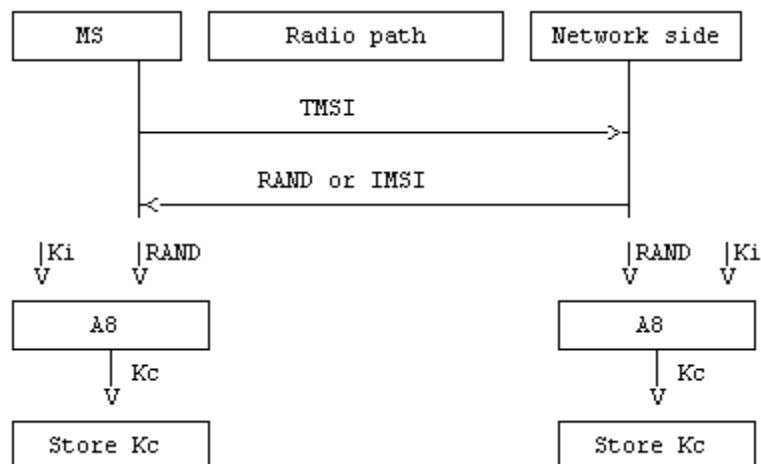 MS Radio path Network side
TMSI
RAND or IMSI
|Ki |RAND |RAND |Ki
A8 A8
Kc Kc
Store Kc Store Kc